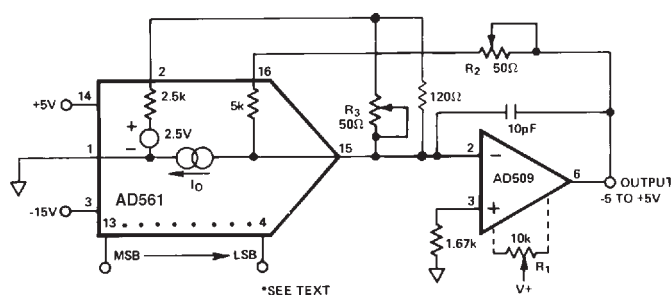 2
16
R2
50Ω
14
+5V
2.5k
5k
R3
50Ω
120Ω
+
2.5V
−
10pF
1
15
2
−
IO
AD509
6
OUTPUT
-5 TO +5V
AD561
3
-15V
3
+
13
4
1.67k
10k
R1
MSB
LSB
V+
*SEE TEXT